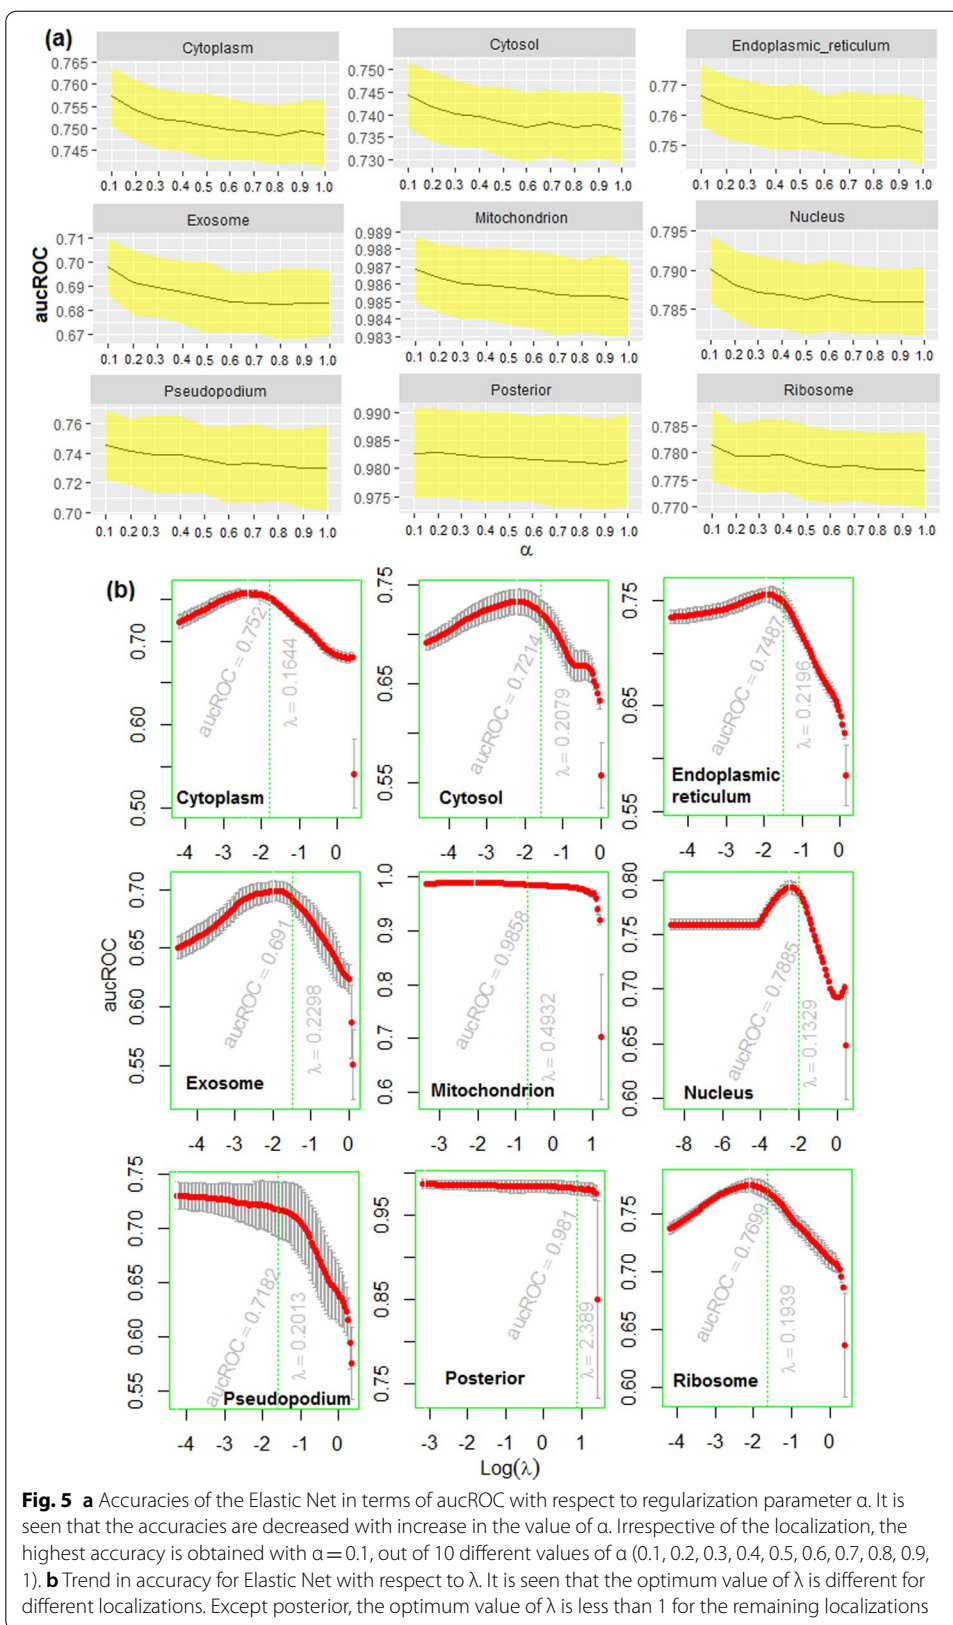 (a)
Cytoplasm
Cytosol
Endoplasmic_reticulum
0.765
0.760
0.755
0.750
0.745
0.750
0.745
0.740
0.735
0.730
0.77
0.76
0.75
0.1 0.2 0.3 0.4 0.5 0.6 0.7 0.8 0.9 1.0
0.1 0.2 0.3 0.4 0.5 0.6 0.7 0.8 0.9 1.0
0.1 0.2 0.3 0.4 0.5 0.6 0.7 0.8 0.9 1.0
aucROC
Exosome
Mitochondrion
Nucleus
0.71
0.70
0.69
0.68
0.67
0.989
0.988
0.987
0.986
0.985
0.984
0.983
0.795
0.790
0.785
0.1 0.2 0.3 0.4 0.5 0.6 0.7 0.8 0.9 1.0
0.1 0.2 0.3 0.4 0.5 0.6 0.7 0.8 0.9 1.0
0.1 0.2 0.3 0.4 0.5 0.6 0.7 0.8 0.9 1.0
Pseudopodium
Posterior
Ribosome
0.76
0.74
0.72
0.70
0.990
0.985
0.980
0.975
0.785
0.780
0.775
0.770
0.1 0.2 0.3 0.4 0.5 0.6 0.7 0.8 0.9 1.0
0.1 0.2 0.3 0.4 0.5 0.6 0.7 0.8 0.9 1.0
0.1 0.2 0.3 0.4 0.5 0.6 0.7 0.8 0.9 1.0
α
(b)
0.70
0.60
0.50
aucROC = 0.7521
λ = 0.1644
Cytoplasm
-4 -3 -2 -1 0
0.75
0.65
0.55
aucROC = 0.7214
λ = 0.2079
Cytosol
-4 -3 -2 -1 0
0.75
0.65
0.55
aucROC = 0.7487
λ = 0.2196
Endoplasmic
reticulum
-4 -3 -2 -1 0
aucROC
0.70
0.65
0.60
0.55
aucROC = 0.691
λ = 0.2298
Exosome
-4 -3 -2 -1 0
1.0
0.9
0.8
0.7
0.6
aucROC = 0.9858
λ = 0.4932
Mitochondrion
-3 -2 -1 0 1
0.80
0.75
0.70
0.65
0.60
aucROC = 0.7885
λ = 0.1329
Nucleus
-8 -6 -4 -2 0
0.75
0.70
0.65
0.60
0.55
aucROC = 0.7182
λ = 0.2013
Pseudopodium
-4 -3 -2 -1 0
0.95
0.85
0.75
aucROC = 0.981
λ = 2.389
Posterior
-3 -2 -1 0 1
0.75
0.70
0.65
0.60
aucROC = 0.7699
λ = 0.1939
Ribosome
-4 -3 -2 -1 0
Log(λ)
Fig. 5 a Accuracies of the Elastic Net in terms of aucROC with respect to regularization parameter α. It is
seen that the accuracies are decreased with increase in the value of α. Irrespective of the localization, the
highest accuracy is obtained with α = 0.1, out of 10 different values of α (0.1, 0.2, 0.3, 0.4, 0.5, 0.6, 0.7, 0.8, 0.9,
1). b Trend in accuracy for Elastic Net with respect to λ. It is seen that the optimum value of λ is different for
different localizations. Except posterior, the optimum value of λ is less than 1 for the remaining localizations